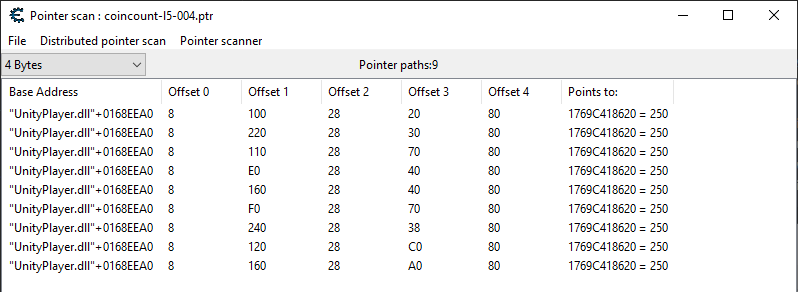 Pointer scan : coincount-l5-004.ptr
File Distributed pointer scan Pointer scanner
4 Bytes Pointer paths:9
Base Address Offset 0 Offset 1 Offset 2 Offset 3 Offset 4 Points to:
"UnityPlayer.dll"+0168EEA0 8 100 28 20 80 1769C418620 = 250
"UnityPlayer.dll"+0168EEA0 8 220 28 30 80 1769C418620 = 250
"UnityPlayer.dll"+0168EEA0 8 110 28 70 80 1769C418620 = 250
"UnityPlayer.dll"+0168EEA0 8 E0 28 40 80 1769C418620 = 250
"UnityPlayer.dll"+0168EEA0 8 160 28 40 80 1769C418620 = 250
"UnityPlayer.dll"+0168EEA0 8 F0 28 70 80 1769C418620 = 250
"UnityPlayer.dll"+0168EEA0 8 240 28 38 80 1769C418620 = 250
"UnityPlayer.dll"+0168EEA0 8 120 28 C0 80 1769C418620 = 250
"UnityPlayer.dll"+0168EEA0 8 160 28 A0 80 1769C418620 = 250